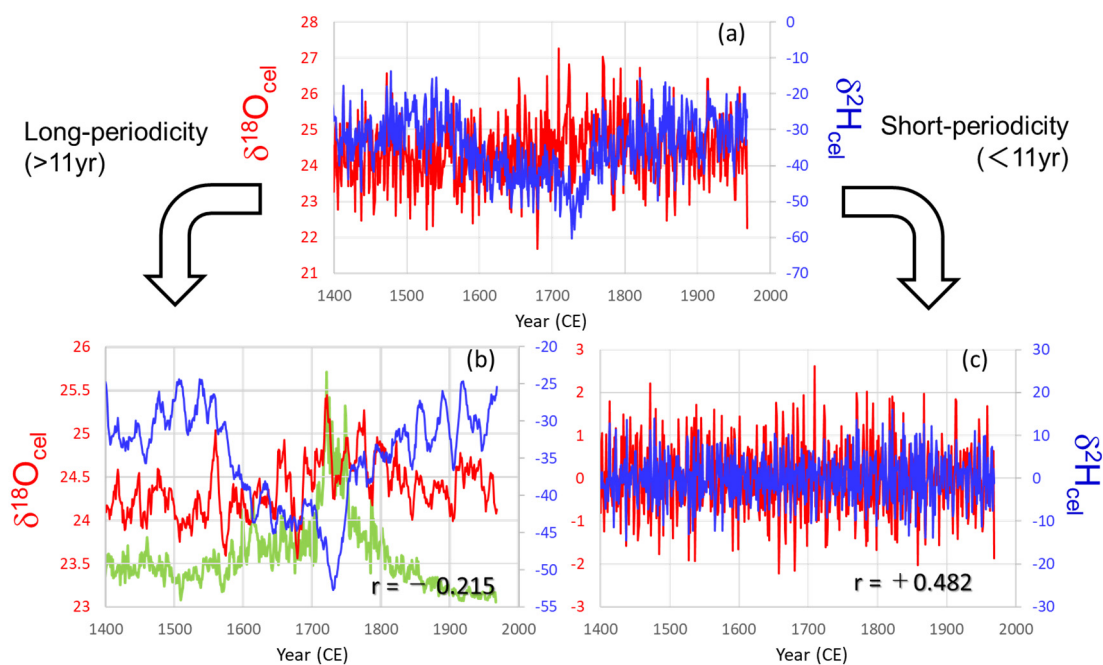 (a)
28
27
26
25
24
23
22
21
δ18Ocel
0
-10
-20
-30
-40
-50
-60
-70
δ2Hcel
1400 1500 1600 1700 1800 1900 2000
Year (CE)
Long-periodicity
(>11yr)
Short-periodicity
(<11yr)
(b)
26
25.5
25
24.5
24
23.5
23
δ18Ocel
-20
-25
-30
-35
-40
-45
-50
-55
r = − 0.215
1400 1500 1600 1700 1800 1900 2000
Year (CE)
(c)
3
2
1
0
-1
-2
-3
30
20
10
0
-10
-20
-30
δ2Hcel
r = +0.482
1400 1500 1600 1700 1800 1900 2000
Year (CE)